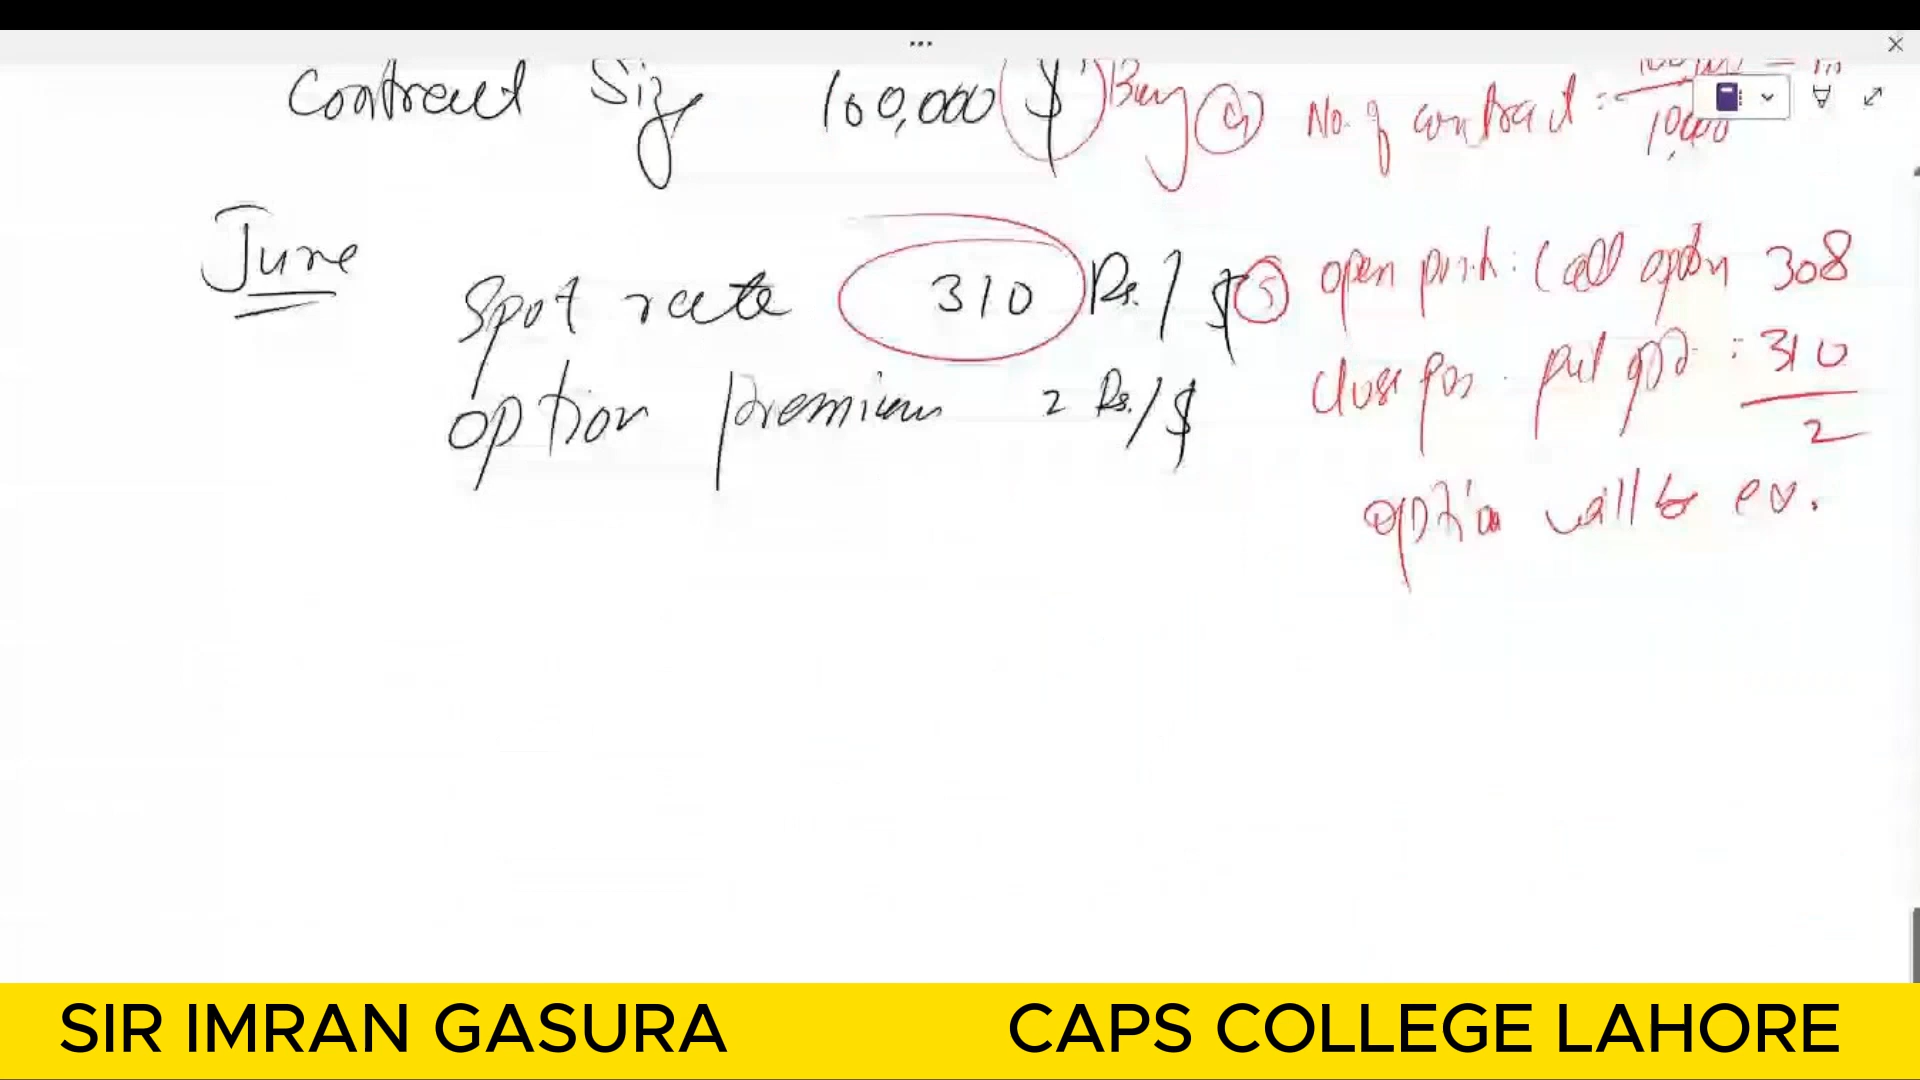 Contract Size 100,000 $ Buy
④ No. of contract =
10,000
June
Spot rate 310 Rs. / $
option premium 2 Rs. / $
⑤ open posit: Call option 308
close pos. put opt : 310
2
option will be ex.
SIR IMRAN GASURA
CAPS COLLEGE LAHORE